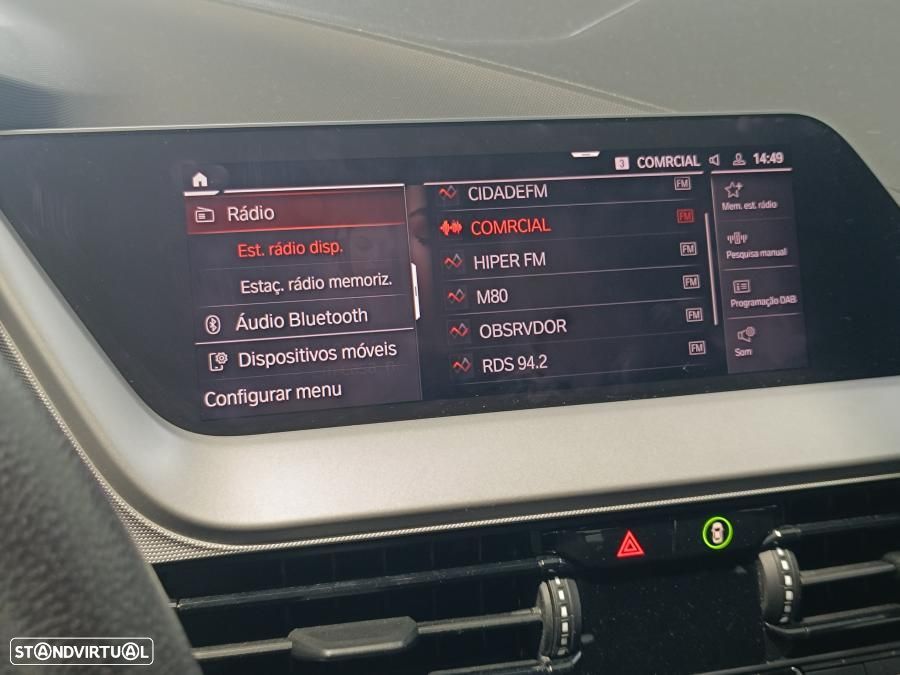 3 COMRCIAL 14:49
Rádio
Est. rádio disp.
Estaç. rádio memoriz.
Áudio Bluetooth
Dispositivos móveis
Configurar menu
CIDADEFM FM
COMRCIAL FM
HIPER FM FM
M80 FM
OBSRVDOR FM
RDS 94.2 FM
Mem. est. rádio
Pesquisa manual
Programação DAB
Som
STANDVIRTUAL